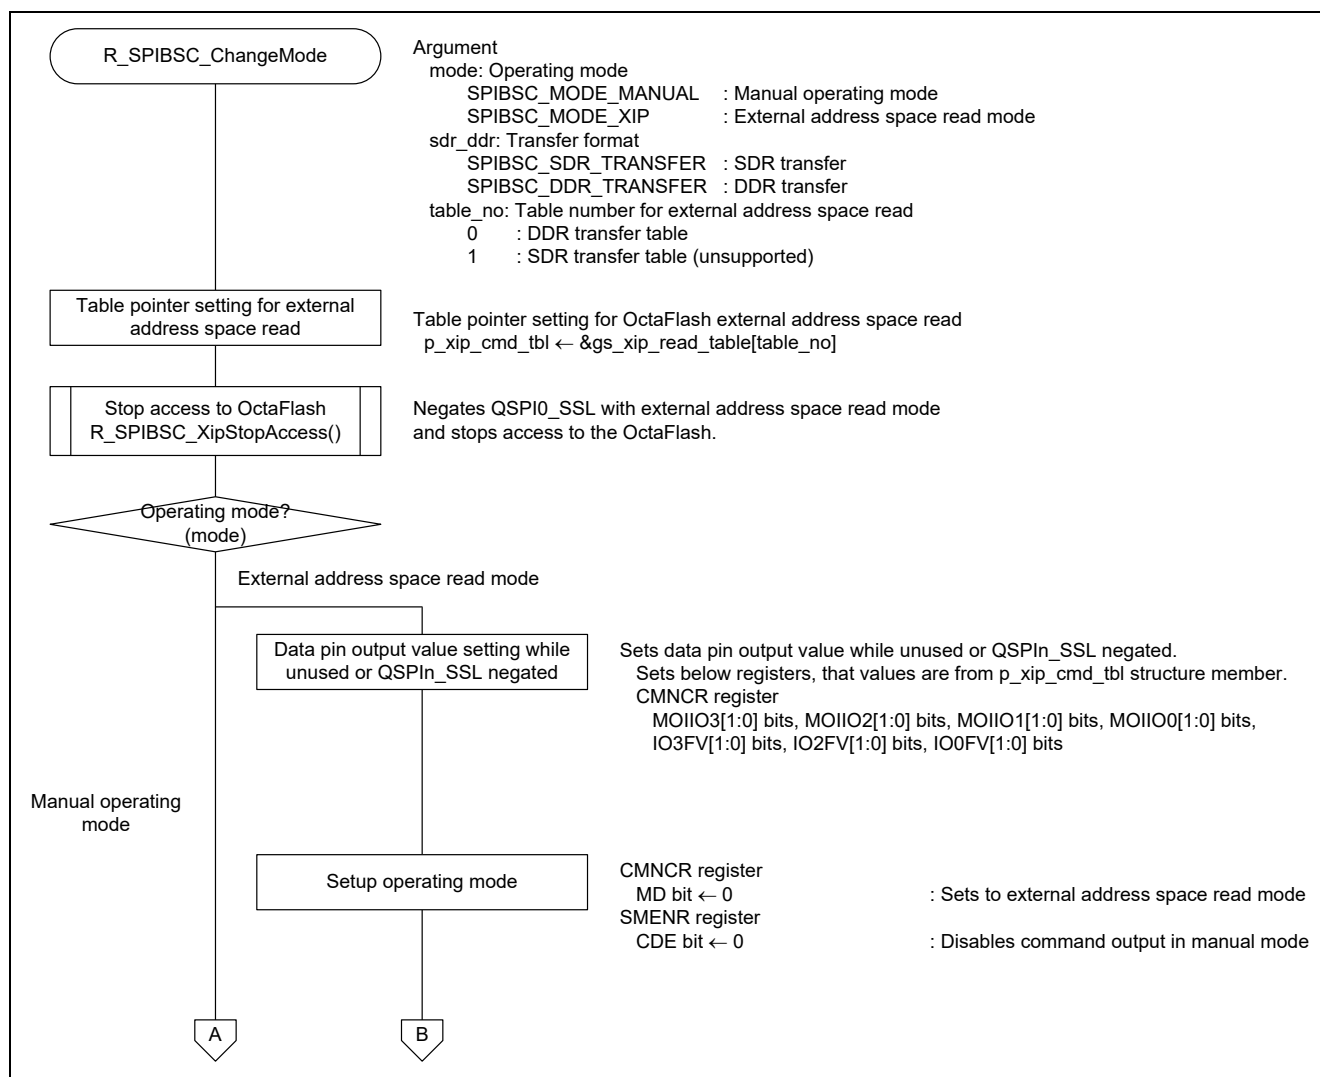 R_SPIBSC_ChangeMode
Argument
mode: Operating mode
SPIBSC_MODE_MANUAL : Manual operating mode
SPIBSC_MODE_XIP : External address space read mode
sdr_ddr: Transfer format
SPIBSC_SDR_TRANSFER : SDR transfer
SPIBSC_DDR_TRANSFER : DDR transfer
table_no: Table number for external address space read
0 : DDR transfer table
1 : SDR transfer table (unsupported)
Table pointer setting for external
address space read
Table pointer setting for OctaFlash external address space read
p_xip_cmd_tbl ← &gs_xip_read_table[table_no]
Stop access to OctaFlash
R_SPIBSC_XipStopAccess()
Negates QSPI0_SSL with external address space read mode
and stops access to the OctaFlash.
Operating mode?
(mode)
External address space read mode
Data pin output value setting while
unused or QSPIn_SSL negated
Sets data pin output value while unused or QSPIn_SSL negated.
Sets below registers, that values are from p_xip_cmd_tbl structure member.
CMNCR register
MOIIO3[1:0] bits, MOIIO2[1:0] bits, MOIIO1[1:0] bits, MOIIO0[1:0] bits,
IO3FV[1:0] bits, IO2FV[1:0] bits, IO0FV[1:0] bits
Manual operating
mode
Setup operating mode
CMNCR register
MD bit ← 0 : Sets to external address space read mode
SMENR register
CDE bit ← 0 : Disables command output in manual mode
A
B